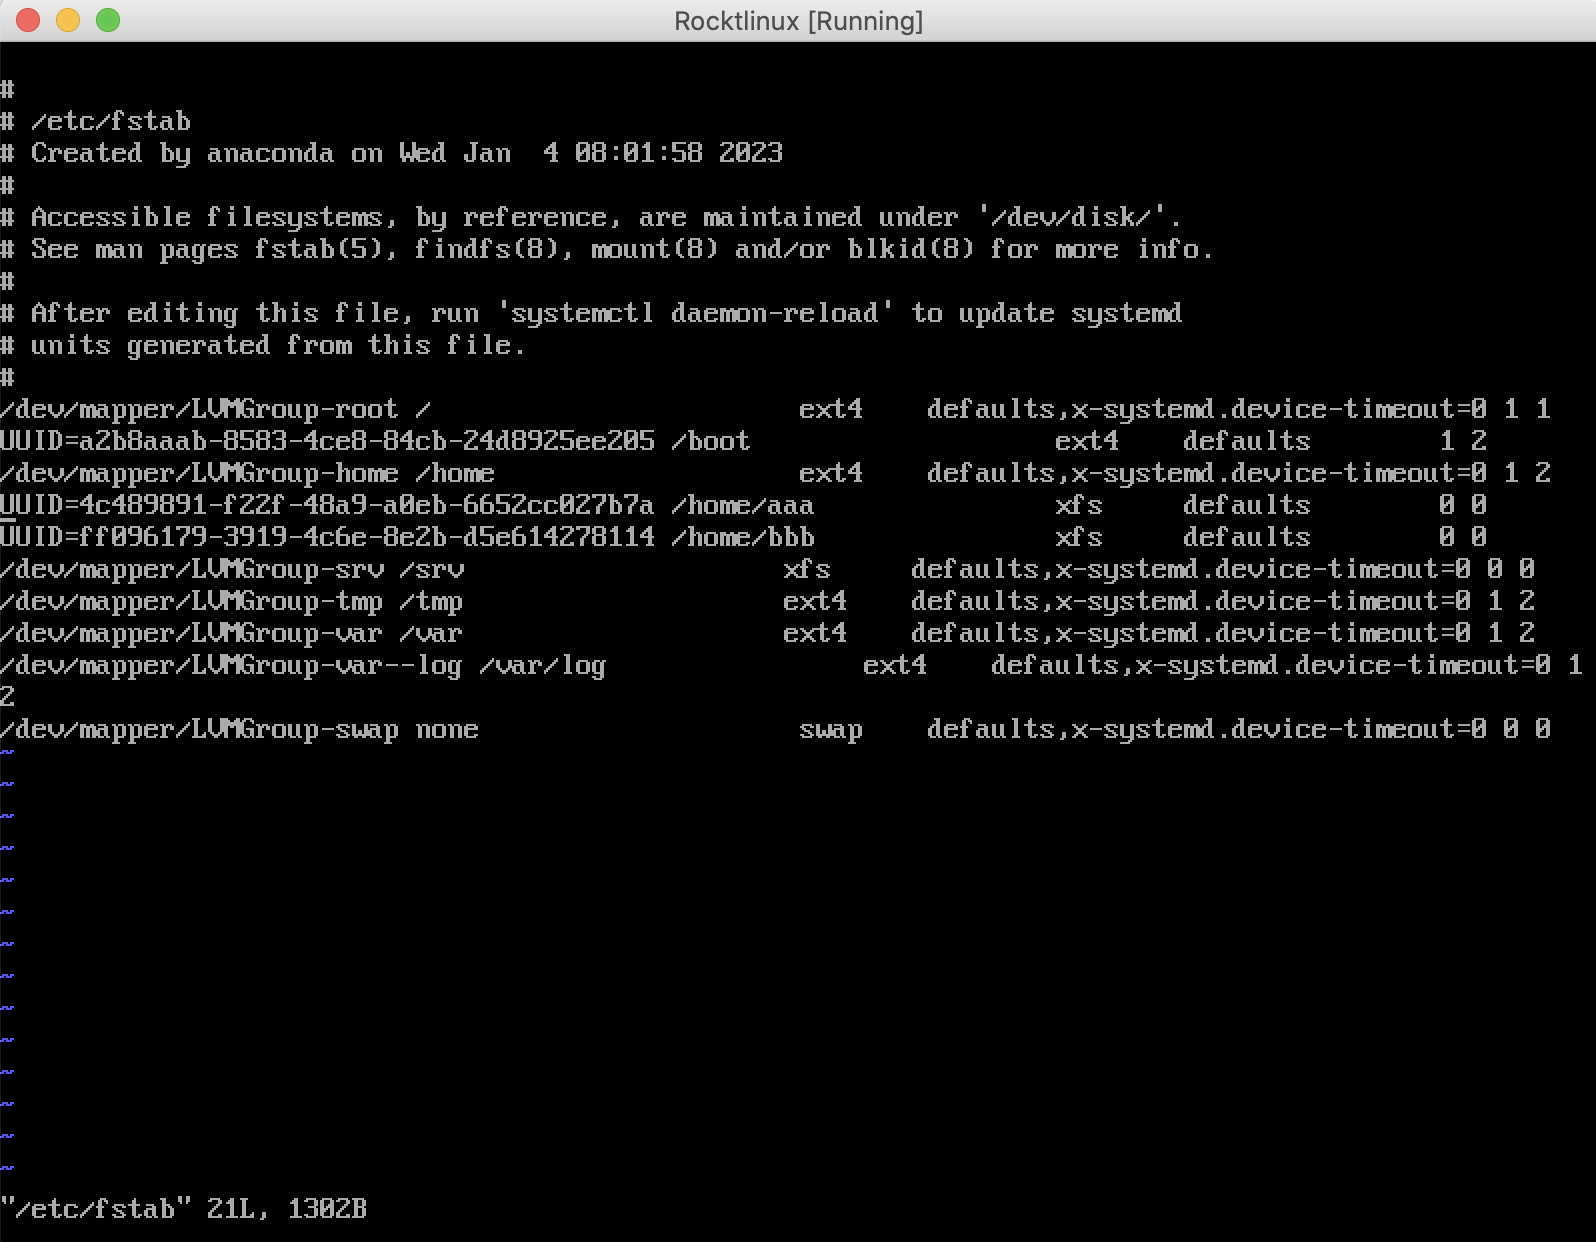 Rocktlinux [Running]
#
# /etc/fstab
# Created by anaconda on Wed Jan  4 08:01:58 2023
#
# Accessible filesystems, by reference, are maintained under '/dev/disk/'.
# See man pages fstab(5), findfs(8), mount(8) and/or blkid(8) for more info.
#
# After editing this file, run 'systemctl daemon-reload' to update systemd
# units generated from this file.
#
/dev/mapper/LVMGroup-root /                       ext4    defaults,x-systemd.device-timeout=0 1 1
UUID=a2b8aaab-8583-4ce8-84cb-24d8925ee205 /boot                   ext4    defaults        1 2
/dev/mapper/LVMGroup-home /home                   ext4    defaults,x-systemd.device-timeout=0 1 2
UUID=4c489891-f22f-48a9-a0eb-6652cc027b7a /home/aaa               xfs     defaults        0 0
UUID=ff096179-3919-4c6e-8e2b-d5e614278114 /home/bbb               xfs     defaults        0 0
/dev/mapper/LVMGroup-srv /srv                    xfs     defaults,x-systemd.device-timeout=0 0 0
/dev/mapper/LVMGroup-tmp /tmp                    ext4    defaults,x-systemd.device-timeout=0 1 2
/dev/mapper/LVMGroup-var /var                    ext4    defaults,x-systemd.device-timeout=0 1 2
/dev/mapper/LVMGroup-var--log /var/log                ext4    defaults,x-systemd.device-timeout=0 1
2
/dev/mapper/LVMGroup-swap none                    swap    defaults,x-systemd.device-timeout=0 0 0
~
~
~
~
~
~
~
~
~
~
~
~
~
~
"/etc/fstab" 21L, 1302B